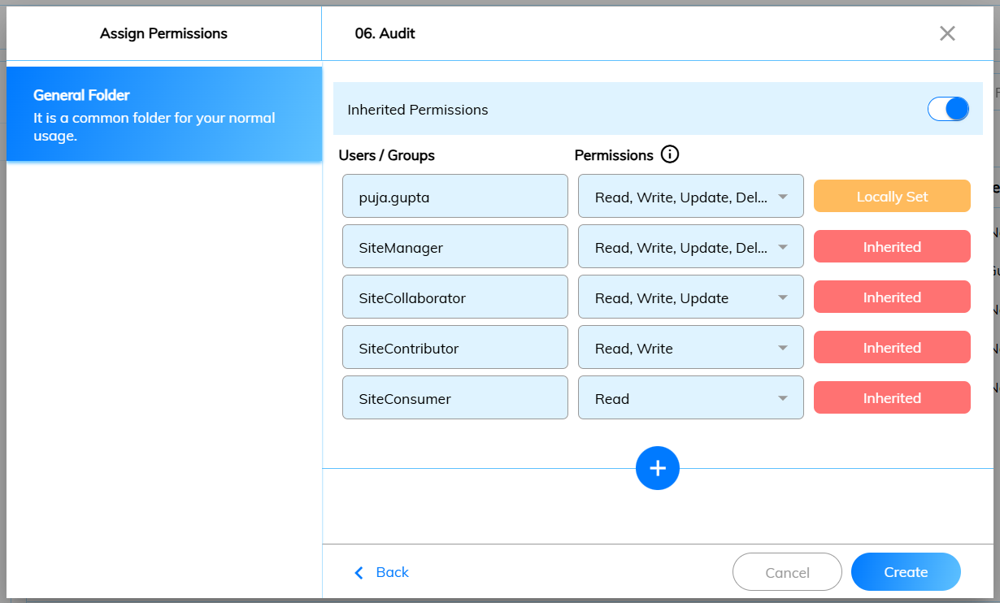 Assign Permissions
06. Audit
General Folder
It is a common folder for your normal
usage.
Inherited Permissions
Users / Groups
Permissions
puja.gupta
Read, Write, Update, Del...
Locally Set
SiteManager
Read, Write, Update, Del...
Inherited
SiteCollaborator
Read, Write, Update
Inherited
SiteContributor
Read, Write
Inherited
SiteConsumer
Read
Inherited
Back
Cancel
Create